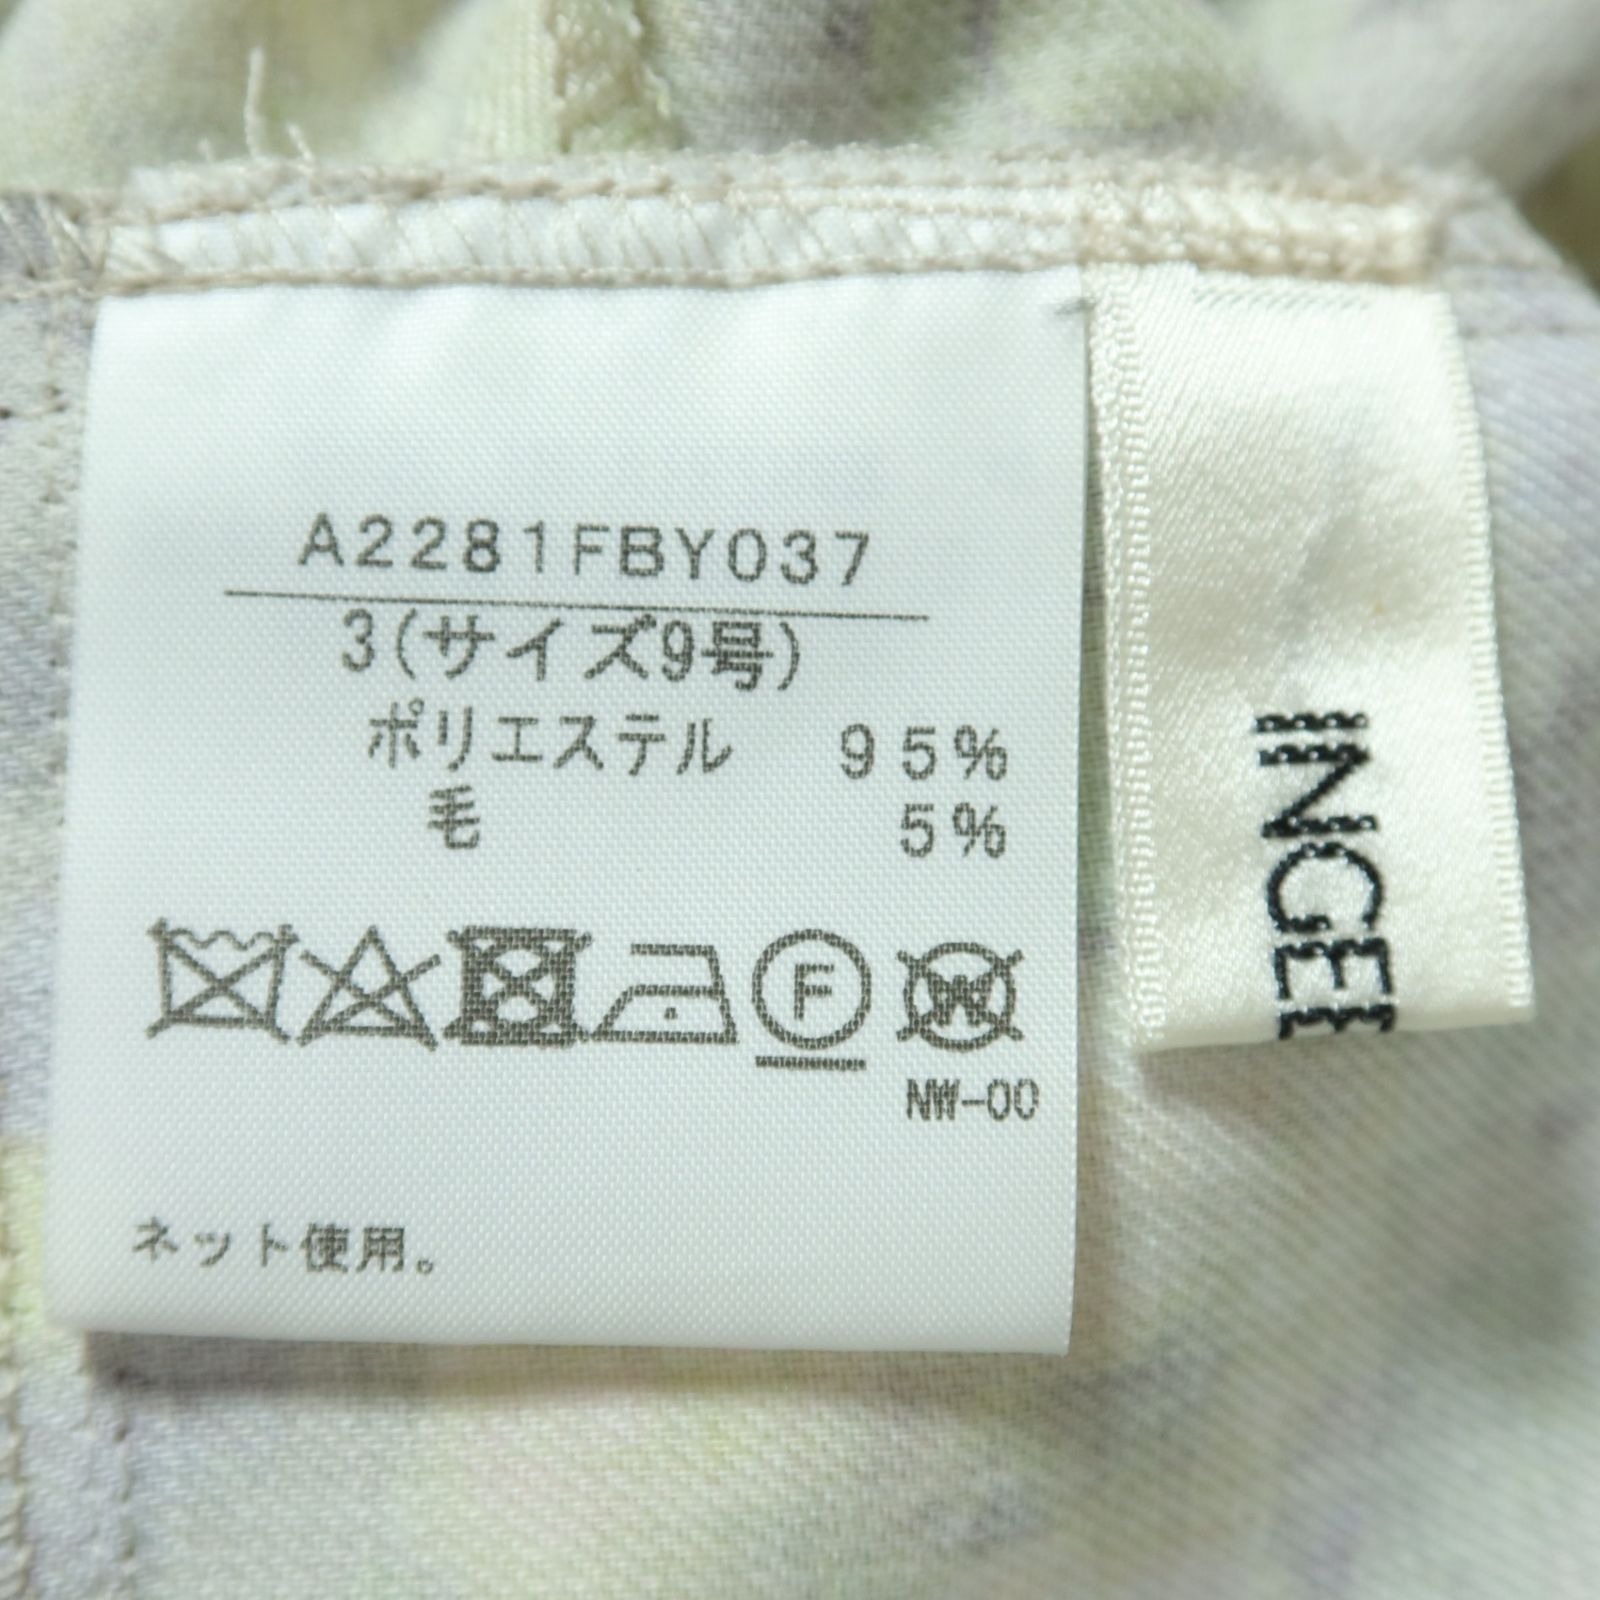 A2281FBY037
3(サイズ9号)
ポリエステル 95%
毛 5%
F W
NW-00
ネット使用。
INGE